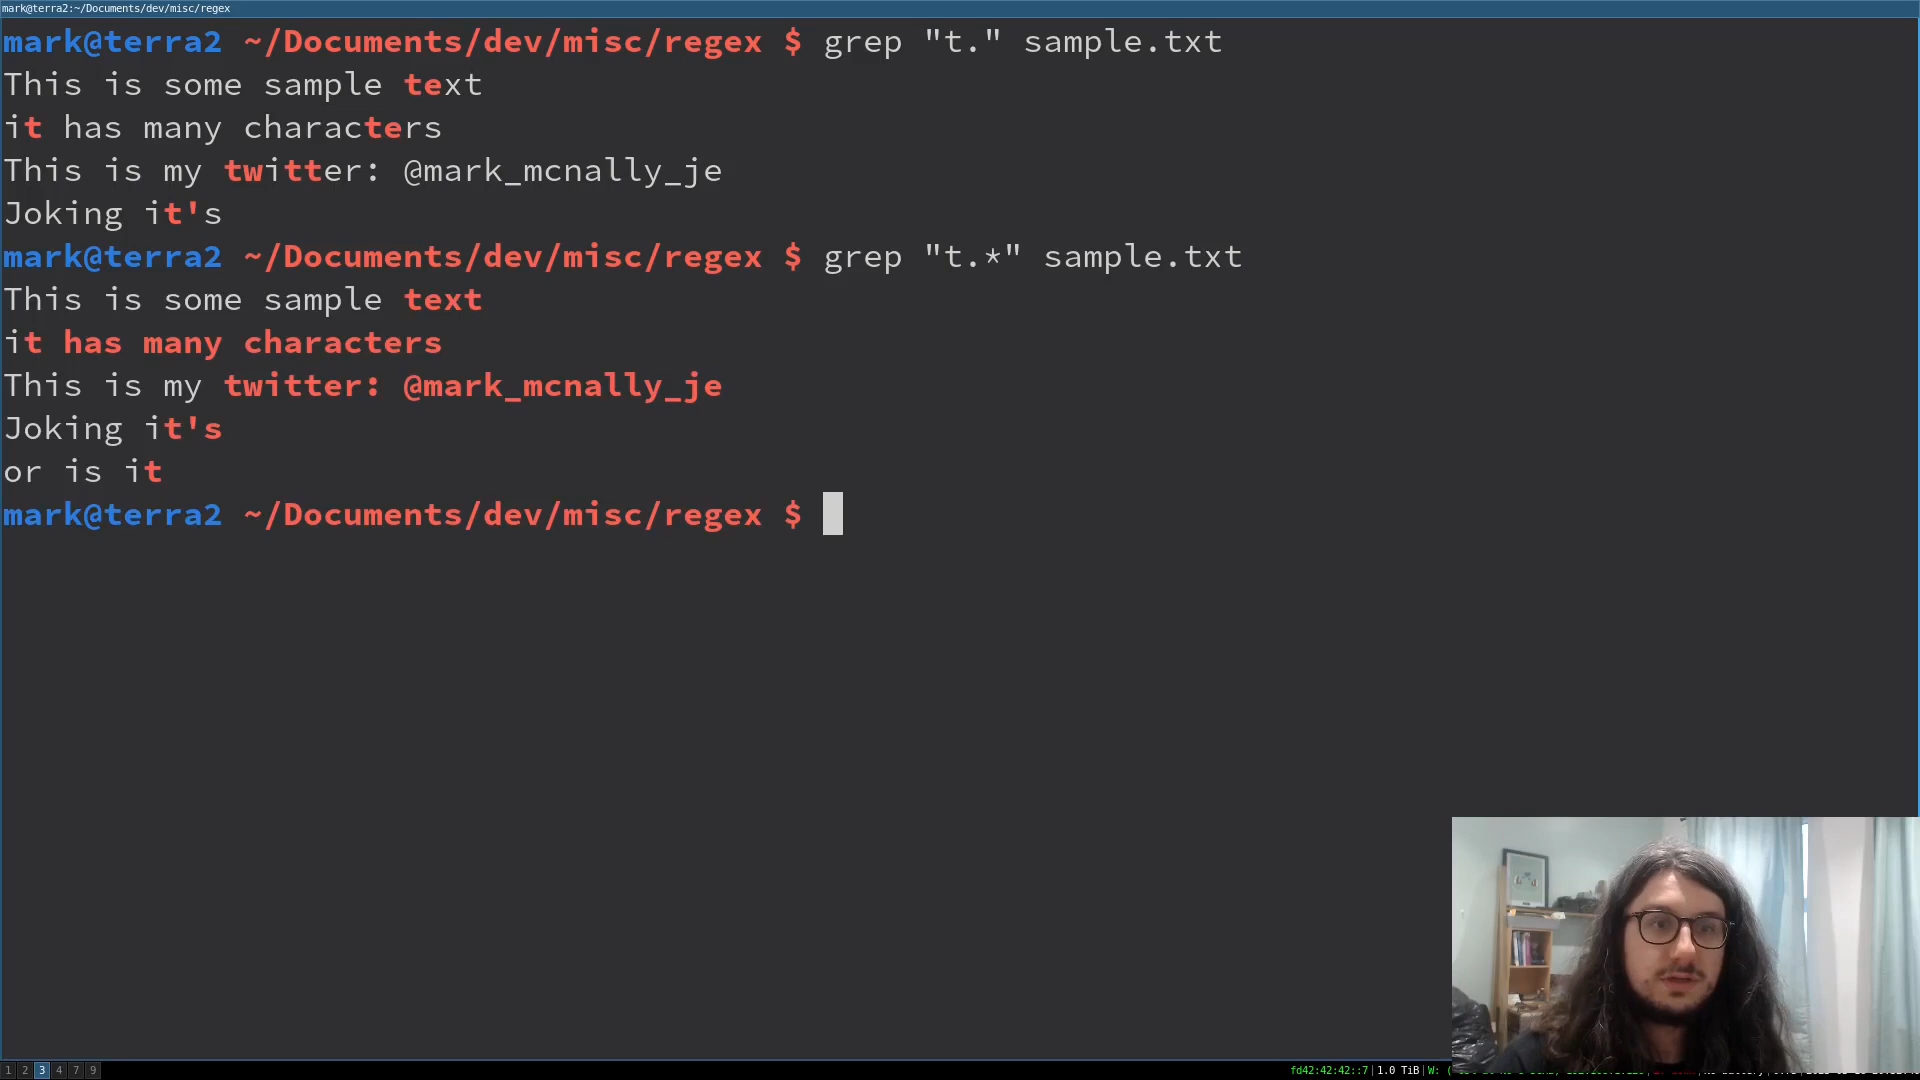 mark@terra2:~/Documents/dev/misc/regex
mark@terra2 ~/Documents/dev/misc/regex $ grep "t." sample.txt
This is some sample text
it has many characters
This is my twitter: @mark_mcnally_je
Joking it's
mark@terra2 ~/Documents/dev/misc/regex $ grep "t.*" sample.txt
This is some sample text
it has many characters
This is my twitter: @mark_mcnally_je
Joking it's
or is it
mark@terra2 ~/Documents/dev/misc/regex $
1 2 3 4 7 9
fd42:42:42::7|1.0 TiB|W: (